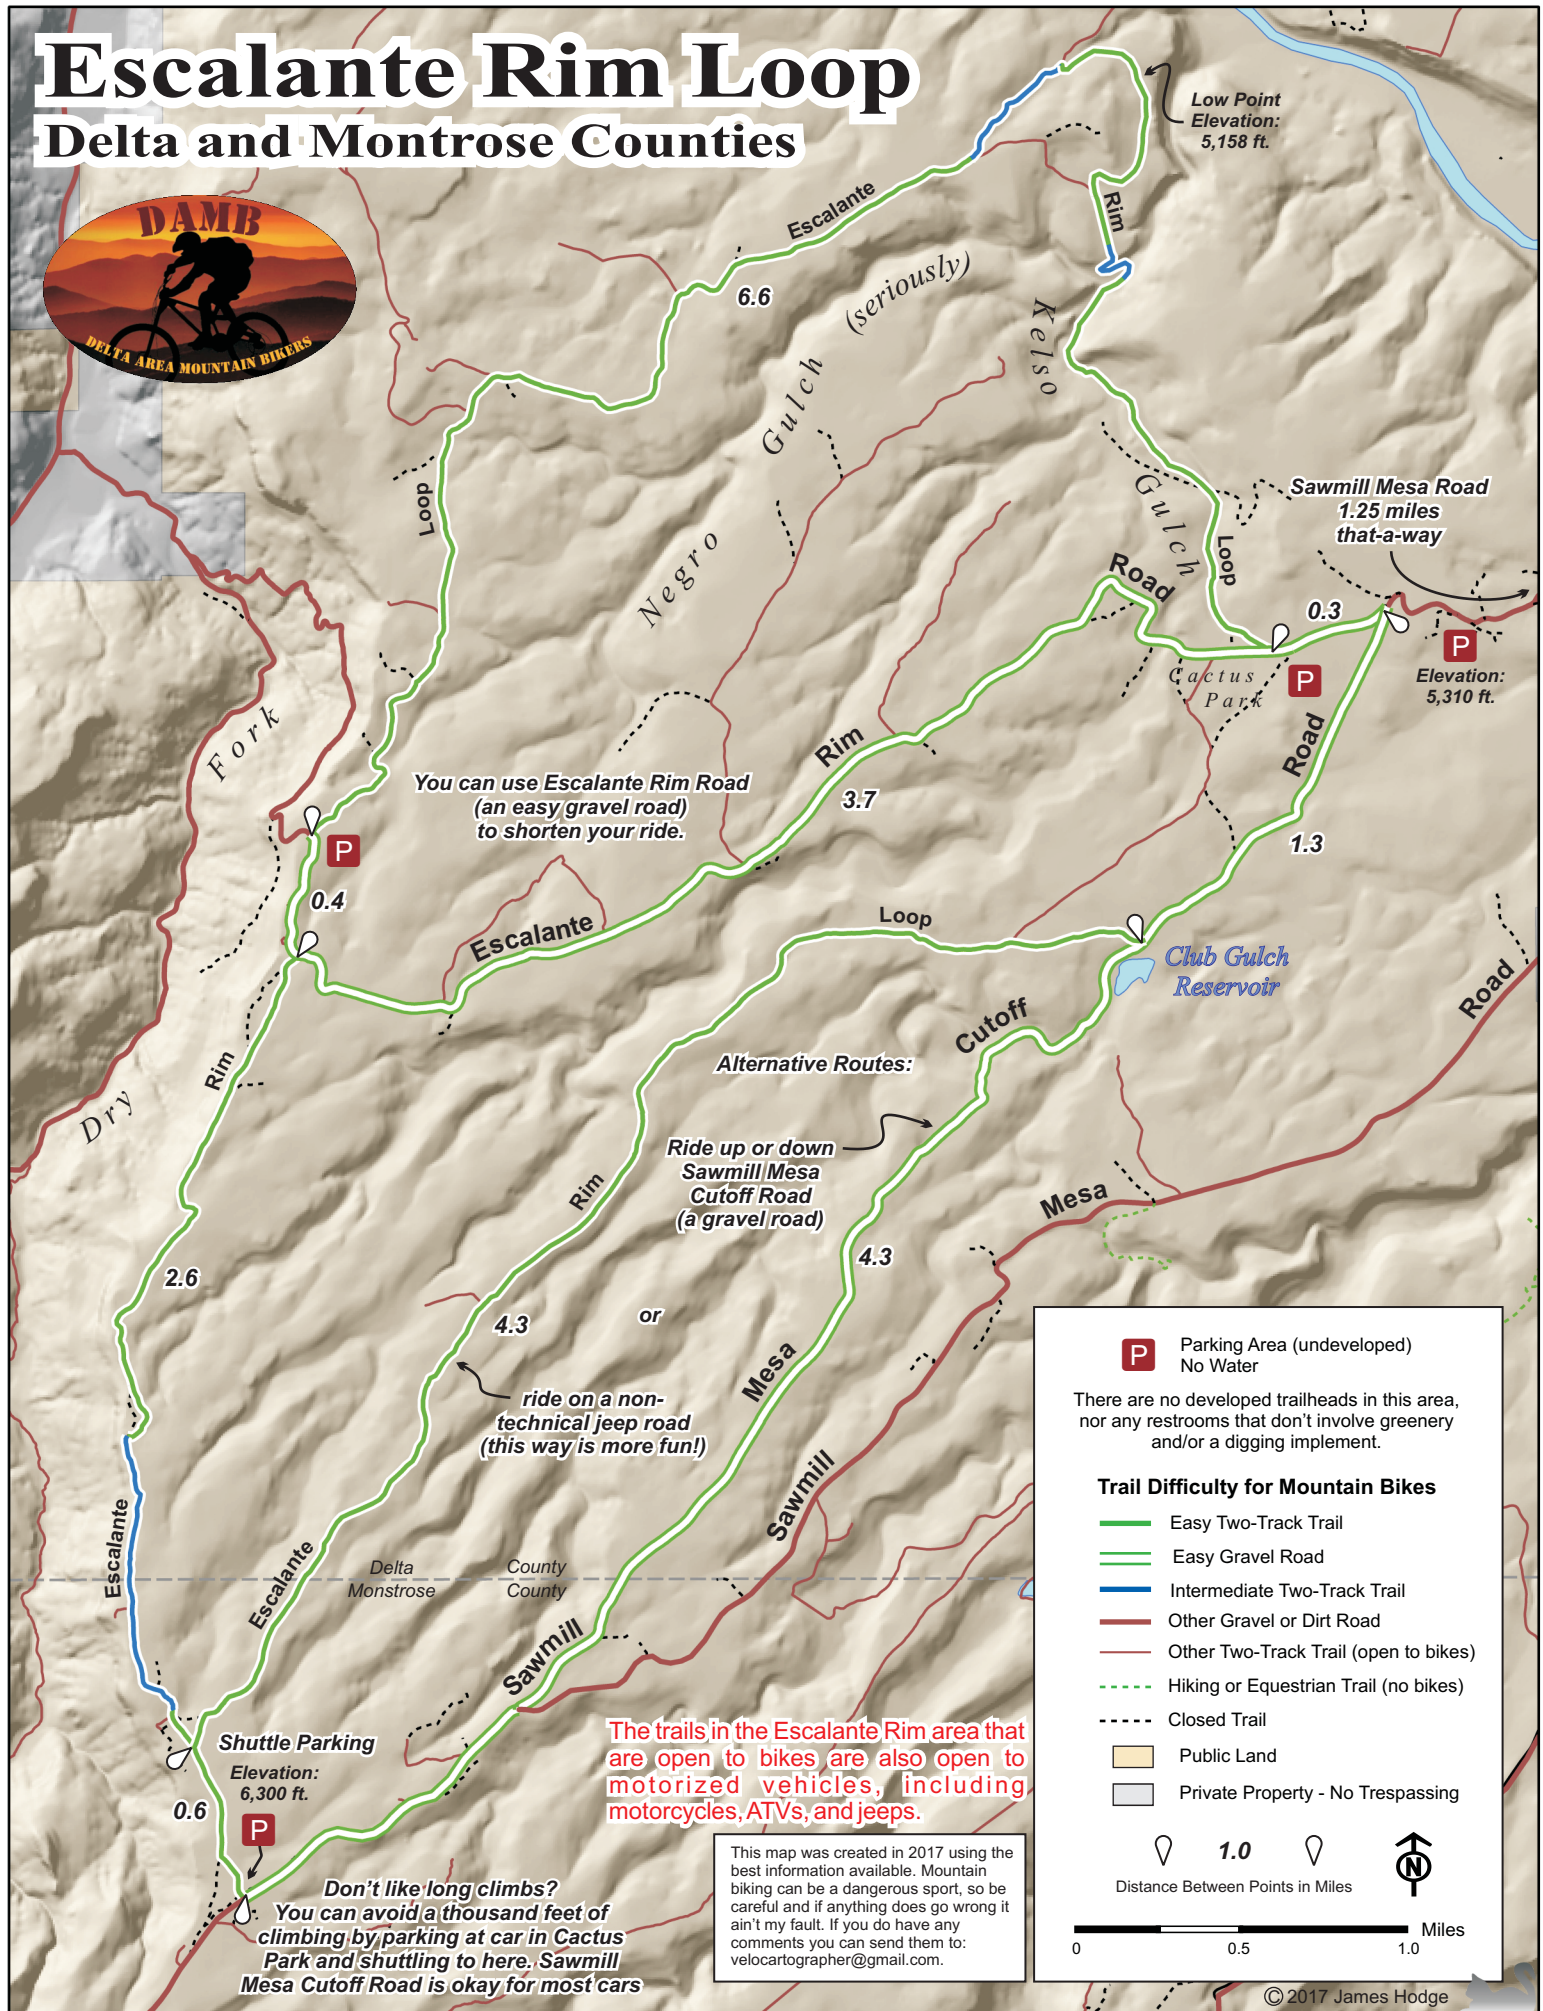 Escalante Rim Loop
Delta and Montrose Counties
DAMB
DELTA AREA MOUNTAIN BIKERS
Low Point
Elevation:
5,158 ft.
Escalante
Rim
6.6
(seriously)
Kelso
Gulch
Gulch
Negro
Loop
Loop
Sawmill Mesa Road
1.25 miles
that-a-way
Road
0.3
P
Elevation:
5,310 ft.
Cactus
Park
P
Road
Fork
Rim
You can use Escalante Rim Road
(an easy gravel road)
to shorten your ride.
3.7
1.3
P
0.4
Escalante
Loop
Club Gulch
Reservoir
Road
Cutoff
Rim
Dry
Alternative Routes:
Ride up or down
Sawmill Mesa
Cutoff Road
(a gravel road)
Rim
Mesa
4.3
2.6
or
4.3
Mesa
ride on a non-
technical jeep road
(this way is more fun!)
Sawmill
Escalante
Escalante
Delta County
Monstrose County
Sawmill
Shuttle Parking
Elevation:
6,300 ft.
0.6
P
Don't like long climbs?
You can avoid a thousand feet of
climbing by parking at car in Cactus
Park and shuttling to here. Sawmill
Mesa Cutoff Road is okay for most cars
The trails in the Escalante Rim area that
are open to bikes are also open to
motorized vehicles, including
motorcycles, ATVs, and jeeps.
This map was created in 2017 using the
best information available. Mountain
biking can be a dangerous sport, so be
careful and if anything does go wrong it
ain't my fault. If you do have any
comments you can send them to:
velocartographer@gmail.com.
P
Parking Area (undeveloped)
No Water
There are no developed trailheads in this area,
nor any restrooms that don't involve greenery
and/or a digging implement.
Trail Difficulty for Mountain Bikes
Easy Two-Track Trail
Easy Gravel Road
Intermediate Two-Track Trail
Other Gravel or Dirt Road
Other Two-Track Trail (open to bikes)
Hiking or Equestrian Trail (no bikes)
Closed Trail
Public Land
Private Property - No Trespassing
1.0
Distance Between Points in Miles
N
Miles
0 0.5 1.0
© 2017 James Hodge